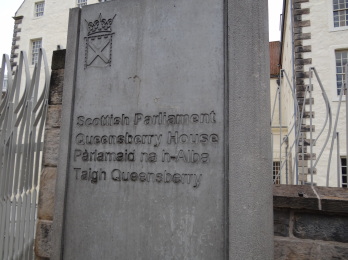 Scottish Parliament
Queensberry House
Pàrlamaid na h-Alba
Taigh Queensberry